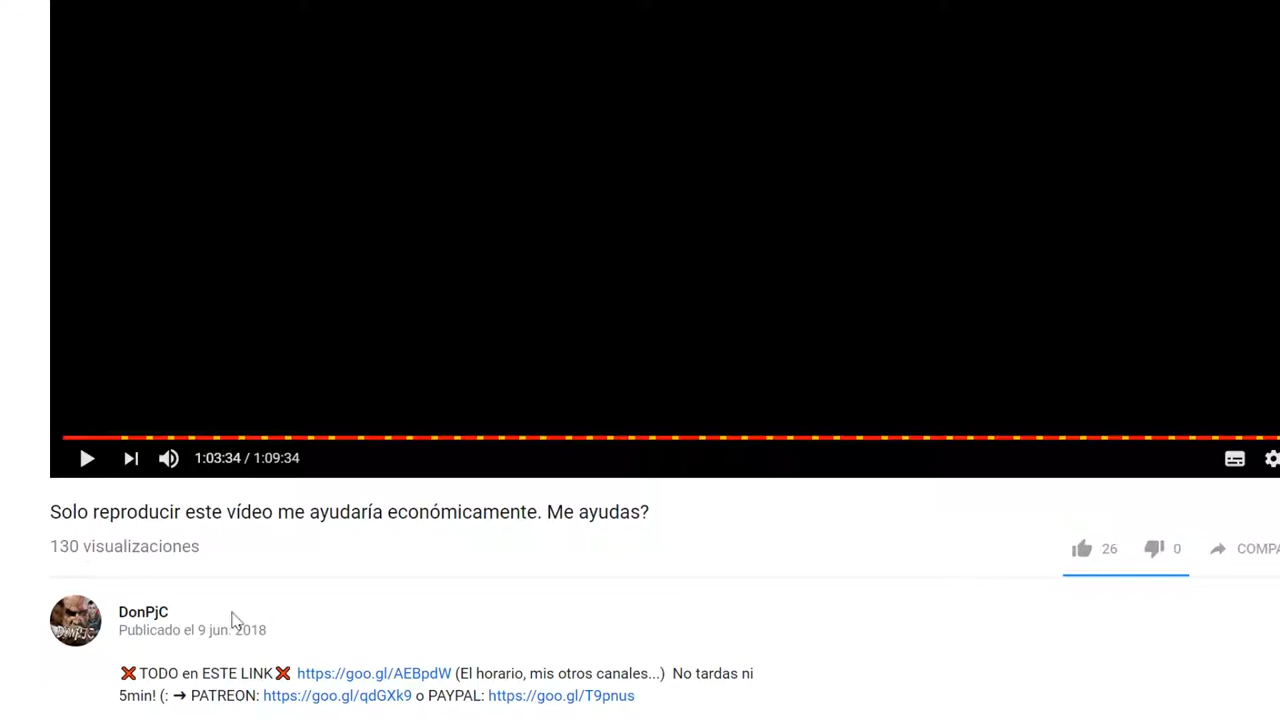 1:03:34 / 1:09:34
Solo reproducir este vídeo me ayudaría económicamente. Me ayudas?
130 visualizaciones
26 0 COMPA
DonPjC
Publicado el 9 jun. 2018
❌TODO en ESTE LINK❌ https://goo.gl/AEBpdW (El horario, mis otros canales...) No tardas ni
5min! (: ➜ PATREON: https://goo.gl/qdGXk9 o PAYPAL: https://goo.gl/T9pnus